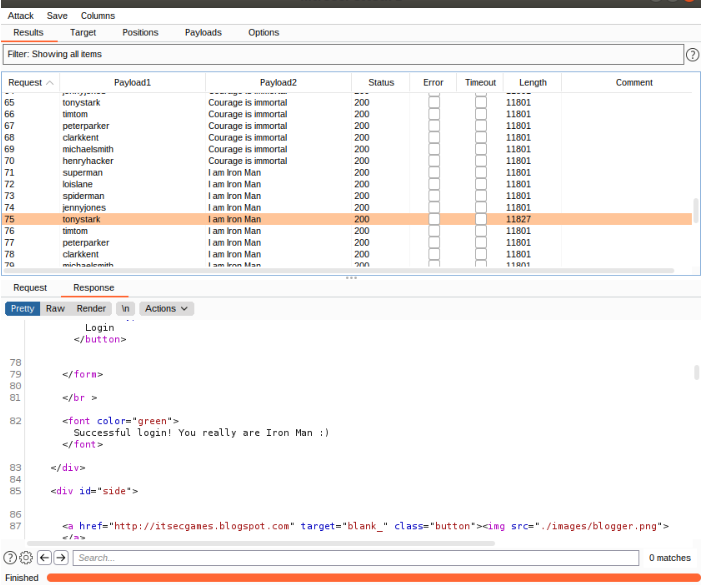 Attack Save Columns
Results Target Positions Payloads Options
Filter: Showing all items ?
Request Payload1 Payload2 Status Error Timeout Length Comment
65 tonystark Courage is immortal 200 11801
66 timtom Courage is immortal 200 11801
67 peterparker Courage is immortal 200 11801
68 clarkkent Courage is immortal 200 11801
69 michaelsmith Courage is immortal 200 11801
70 henryhacker Courage is immortal 200 11801
71 superman I am Iron Man 200 11801
72 loislane I am Iron Man 200 11801
73 spiderman I am Iron Man 200 11801
74 jennyjones I am Iron Man 200 11801
75 tonystark I am Iron Man 200 11827
76 timtom I am Iron Man 200 11801
77 peterparker I am Iron Man 200 11801
78 clarkkent I am Iron Man 200 11801
79 michaelsmith I am Iron Man 200 11801
Request Response
Pretty Raw Render \n Actions
Login
</button>
78
79 </form>
80
81 </br >
82 <font color="green">
Successful login! You really are Iron Man :)
</font>
83 </div>
84
85 <div id="side">
86
87 <a href="http://itsecgames.blogspot.com" target="blank_" class="button"><img src="./images/blogger.png">
</a>
? Search... 0 matches
Finished